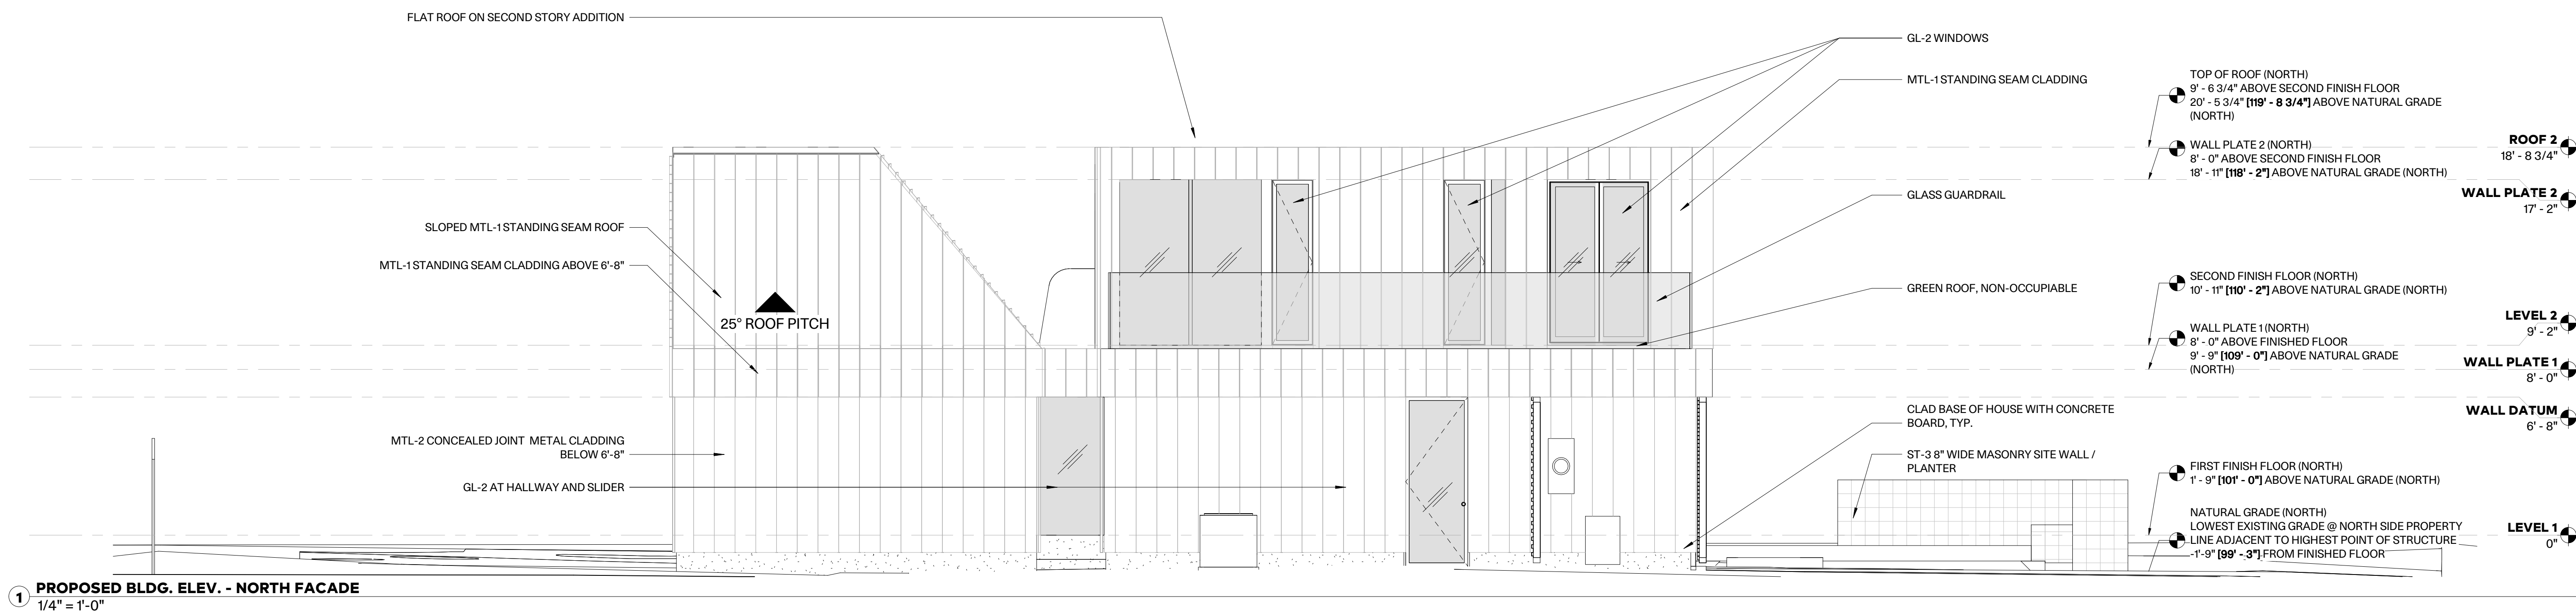 FLAT ROOF ON SECOND STORY ADDITION
SLOPED MTL-1 STANDING SEAM ROOF
MTL-1 STANDING SEAM CLADDING ABOVE 6'-8"
25° ROOF PITCH
MTL-2 CONCEALED JOINT METAL CLADDING
BELOW 6'-8"
GL-2 AT HALLWAY AND SLIDER
GL-2 WINDOWS
MTL-1 STANDING SEAM CLADDING
GLASS GUARDRAIL
GREEN ROOF, NON-OCCUPIABLE
CLAD BASE OF HOUSE WITH CONCRETE
BOARD, TYP.
ST-3 8" WIDE MASONRY SITE WALL /
PLANTER
TOP OF ROOF (NORTH)
9' - 6 3/4" ABOVE SECOND FINISH FLOOR
20' - 5 3/4" [119' - 8 3/4"] ABOVE NATURAL GRADE
(NORTH)
WALL PLATE 2 (NORTH)
8' - 0" ABOVE SECOND FINISH FLOOR
18' - 11" [118' - 2"] ABOVE NATURAL GRADE (NORTH)
SECOND FINISH FLOOR (NORTH)
10' - 11" [110' - 2"] ABOVE NATURAL GRADE (NORTH)
WALL PLATE 1 (NORTH)
8' - 0" ABOVE FINISHED FLOOR
9' - 9" [109' - 0"] ABOVE NATURAL GRADE
(NORTH)
FIRST FINISH FLOOR (NORTH)
1' - 9" [101' - 0"] ABOVE NATURAL GRADE (NORTH)
NATURAL GRADE (NORTH)
LOWEST EXISTING GRADE @ NORTH SIDE PROPERTY
LINE ADJACENT TO HIGHEST POINT OF STRUCTURE
-1'-9" [99' - 3"] FROM FINISHED FLOOR
ROOF 2
18' - 8 3/4"
WALL PLATE 2
17' - 2"
LEVEL 2
9' - 2"
WALL PLATE 1
8' - 0"
WALL DATUM
6' - 8"
LEVEL 1
0"
1 PROPOSED BLDG. ELEV. - NORTH FACADE
1/4" = 1'-0"